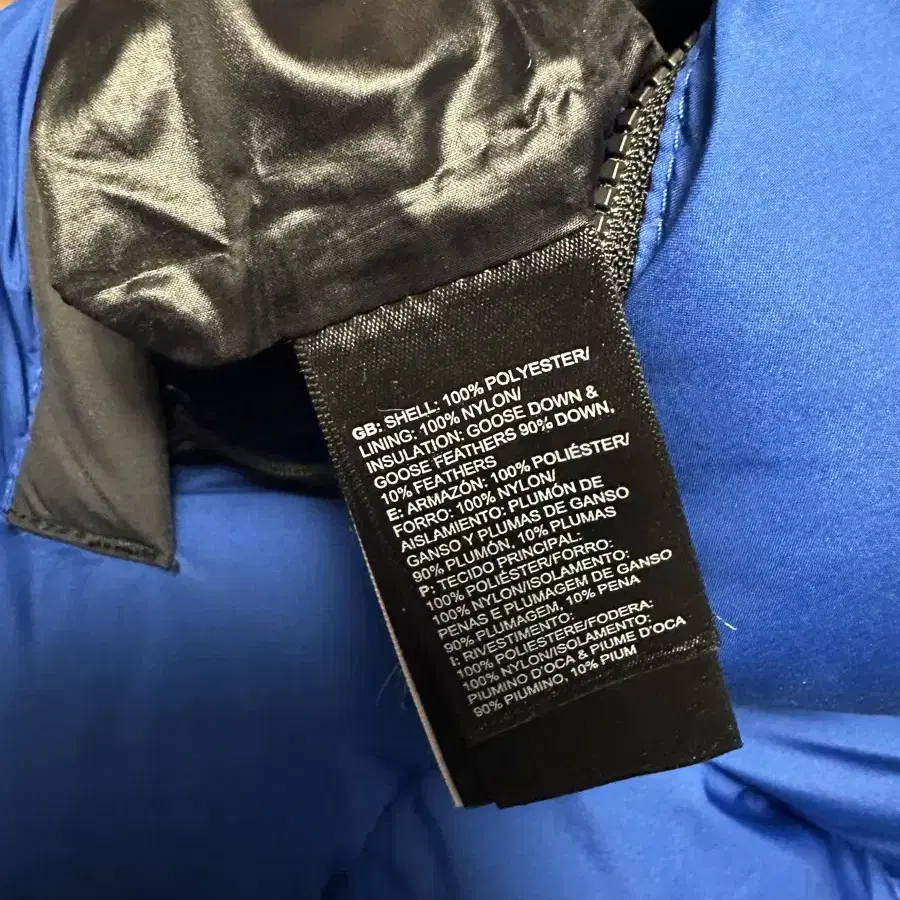 GB: SHELL: 100% POLYESTER/
LINING: 100% NYLON/
INSULATION: GOOSE DOWN &
GOOSE FEATHERS 90% DOWN,
10% FEATHERS
E: ARMAZÓN: 100% POLIÉSTER/
FORRO: 100% NYLON/
AISLAMIENTO: PLUMÓN DE
GANSO Y PLUMAS DE GANSO
90% PLUMÓN, 10% PLUMAS
P: TECIDO PRINCIPAL:
100% POLIÉSTER/FORRO:
100% NYLON/ISOLAMENTO:
PENAS E PLUMAGEM DE GANSO
90% PLUMAGEM, 10% PENA
I: RIVESTIMENTO:
100% POLIESTERE/FODERA:
100% NYLON/ISOLAMENTO:
PIUMINO D'OCA & PIUME D'OCA
90% PIUMINO, 10% PIUM